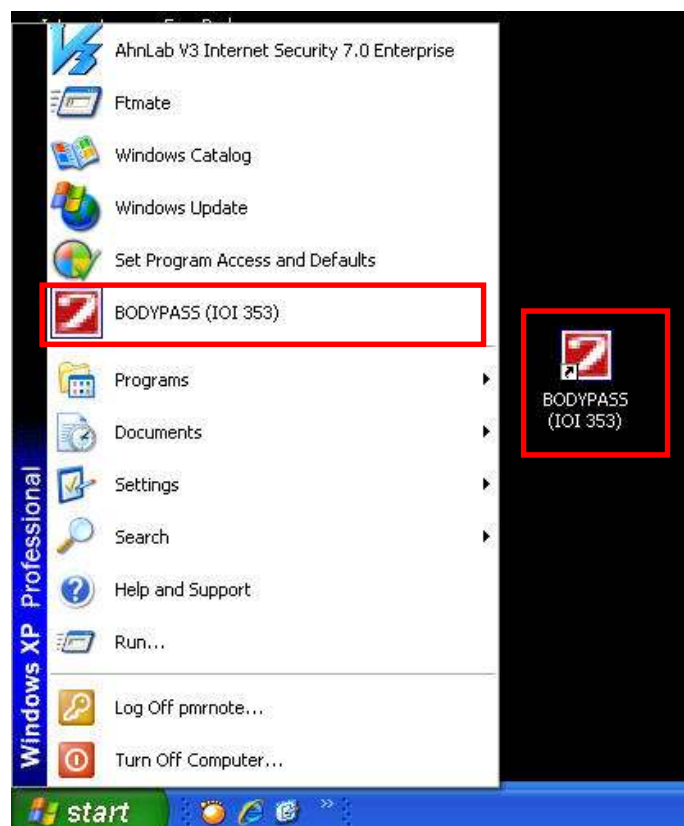 AhnLab V3 Internet Security 7.0 Enterprise
Ftmate
Windows Catalog
Windows Update
Set Program Access and Defaults
BODYPASS (IOI 353)
Programs
Documents
Settings
Search
Help and Support
Run...
Log Off pmrnote...
Turn Off Computer...
Windows XP Professional
start
BODYPASS
(IOI 353)